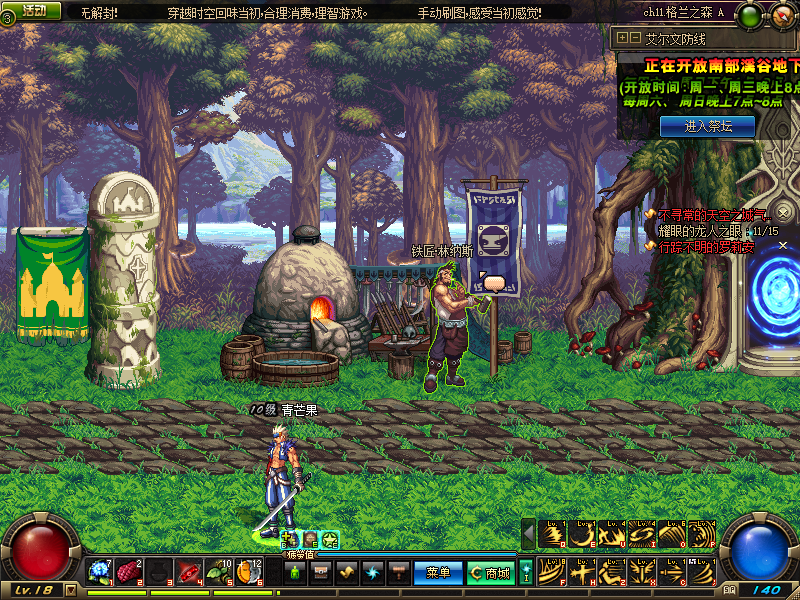 活动
无解封!
穿越时空回味当初,合理消费,理智游戏。
手动刷图,感受当初感觉!
ch11.格兰之森 A
艾尔文防线
正在开放南部溪谷地下
(开放时间:周一、周三晚上8点
每周六、周日晚上7点~8点
进入祭坛
不寻常的天空之城气..
耀眼的龙人之眼 : 11/15
行踪不明的罗莉安
铁匠 林纳斯
10级 青芒果
疲劳值
菜单
商城
Lv. 18
SP 140